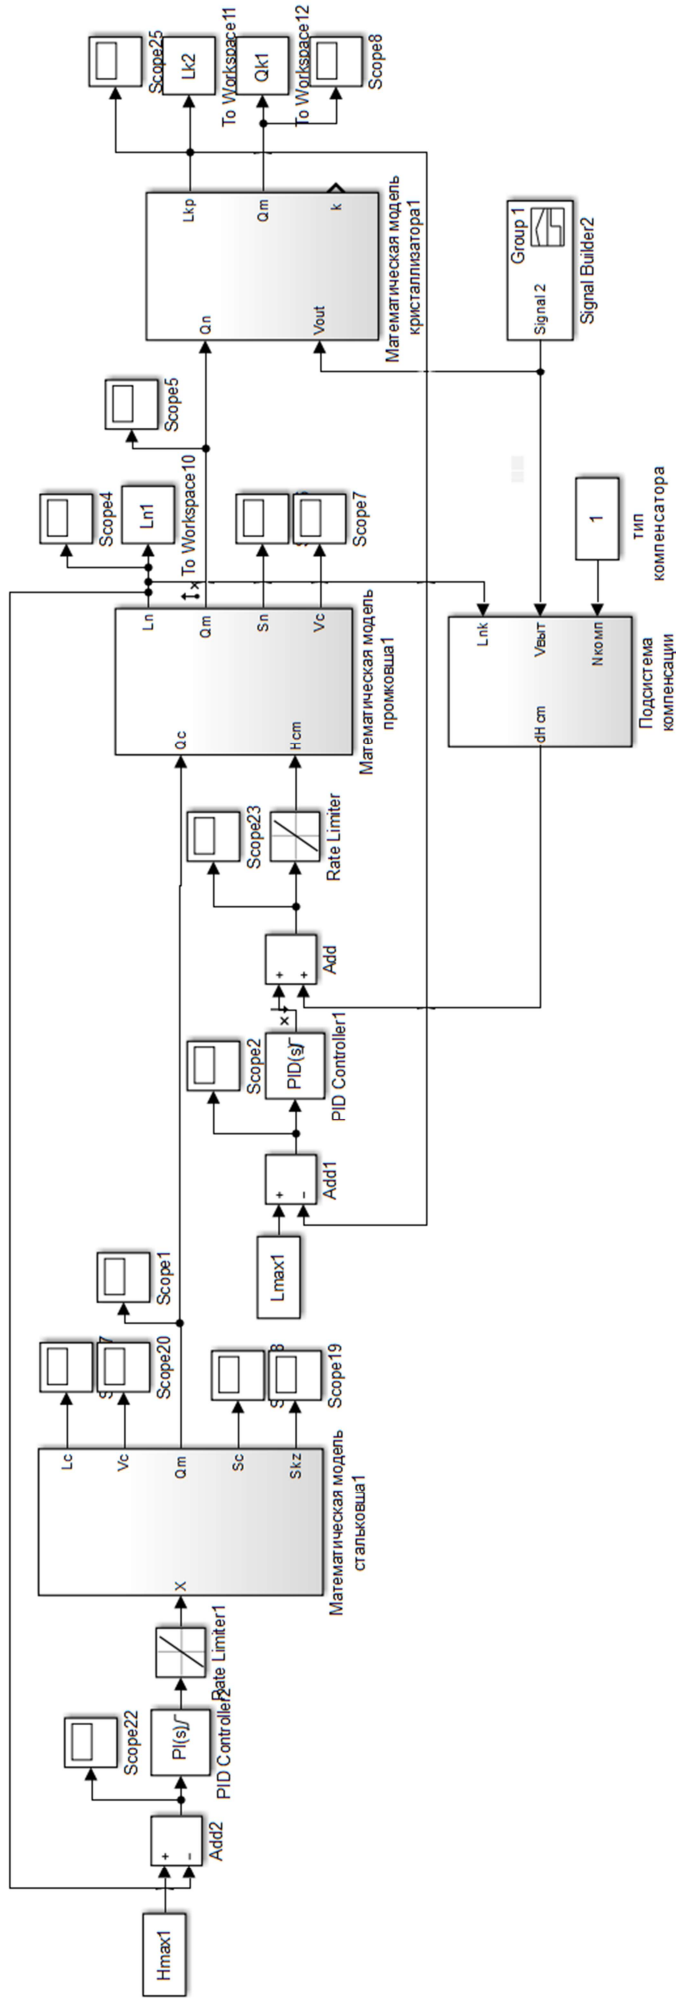 Hmax1
+
−
Add2
Scope22
PI(s)
PID Controller2
Rate Limiter1
X
Lc
Vc
Qm
Sc
Skz
Математическая модель
стальковша1
7
Scope20
Scope1
8
Scope19
Lmax1
+
−
Add1
Scope2
PID(s)
PID Controller1
+
+
Add
Scope23
Rate Limiter
Qc
Hcm
Ln
Qm
Sn
Vc
Математическая модель
промковша1
Scope4
Ln1
To Workspace10
Scope5
Scope7
dHcm
Lnk
Vвыт
Nкомп
Подсистема
компенсации
1
тип
компенсатора
Group 1
Signal 2
Signal Builder2
Qn
Vout
Lkp
Qm
k
Математическая модель
кристаллизатора1
Scope25
Lk2
To Workspace11
Qk1
To Workspace12
Scope8